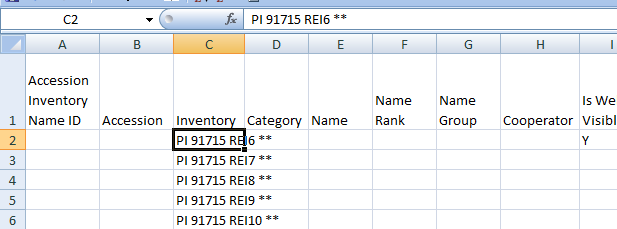 C2 fx PI 91715 REI6 **
A B C D E F G H I
1 Accession Inventory Name ID Accession Inventory Category Name Name Rank Name Group Cooperator Is We Visibl
2 PI 91715 REI6 ** Y
3 PI 91715 REI7 **
4 PI 91715 REI8 **
5 PI 91715 REI9 **
6 PI 91715 REI10 **